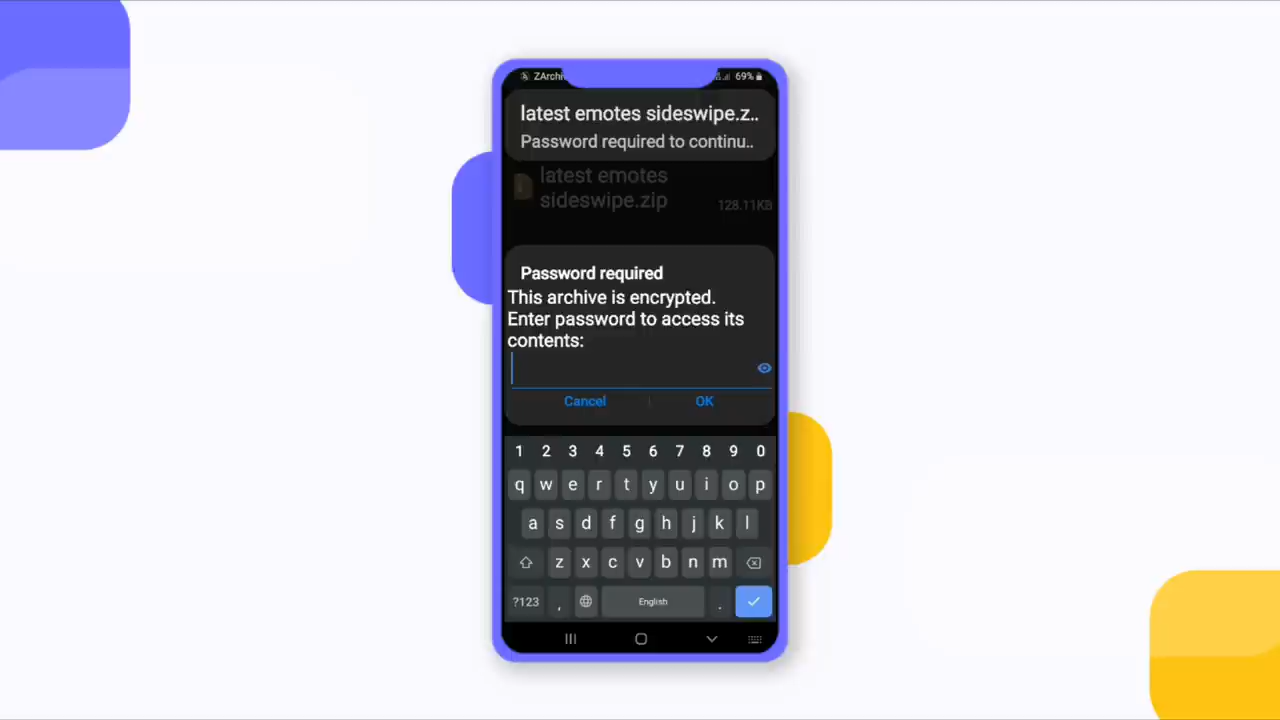 ZArchi
69%
latest emotes sideswipe.z..
Password required to continu..
latest emotes
sideswipe.zip
128.11KB
Password required
This archive is encrypted.
Enter password to access its
contents:
Cancel
OK
1 2 3 4 5 6 7 8 9 0
q w e r t y u i o p
a s d f g h j k l
z x c v b n m
?123 , English .